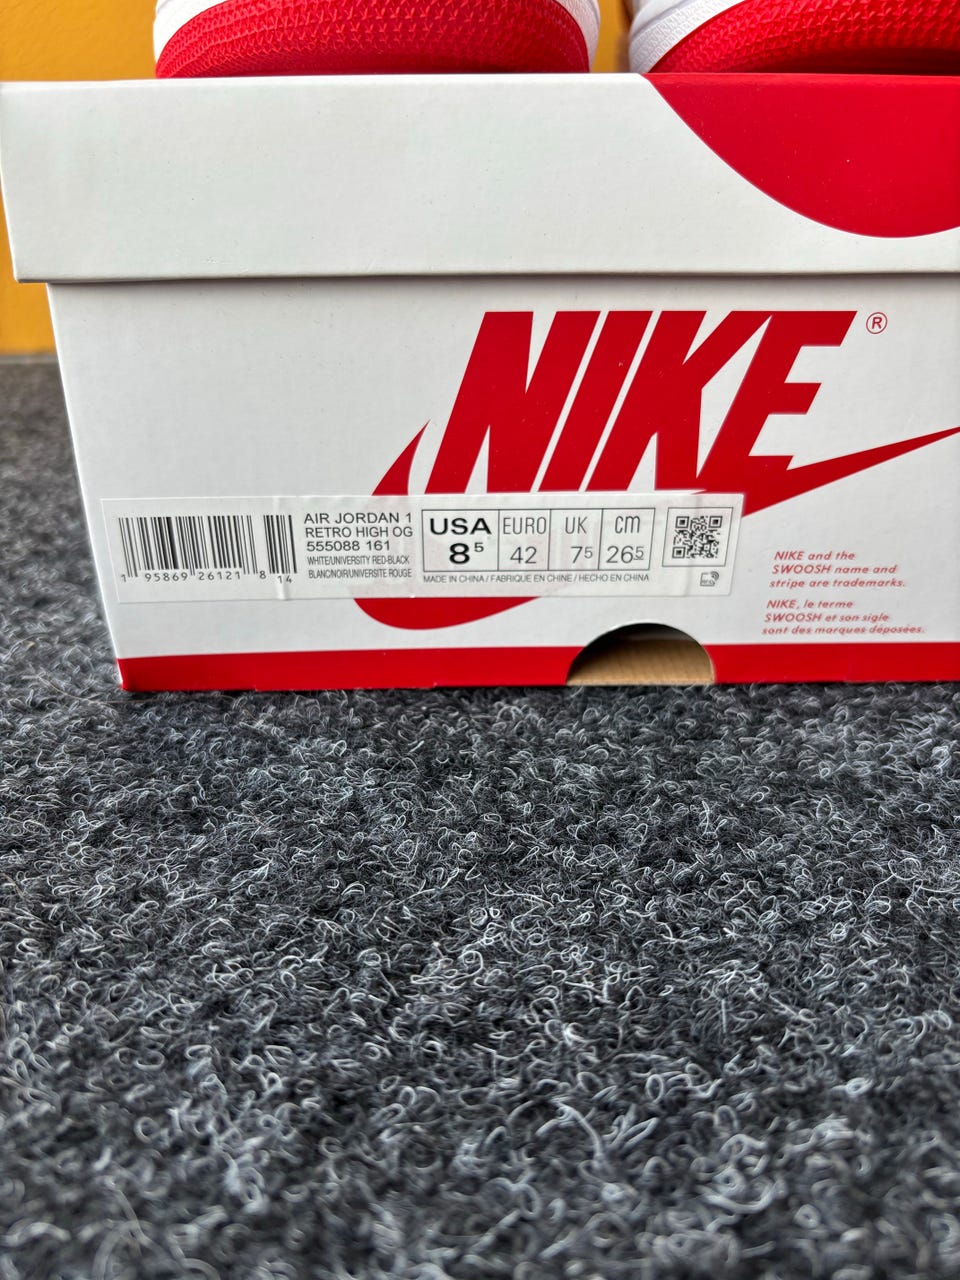 NIKE®
AIR JORDAN 1
RETRO HIGH OG
555088 161
WHITE/UNIVERSITY RED-BLACK
BLANC/NOIR/UNIVERSITE ROUGE
1 95869 26121 8 14
USA EURO UK cm
8⁵ 42 7⁵ 26⁵
MADE IN CHINA / FABRIQUE EN CHINE / HECHO EN CHINA
NIKE and the
SWOOSH name and
stripe are trademarks.
NIKE, le terme
SWOOSH et son sigle
sont des marques déposées.